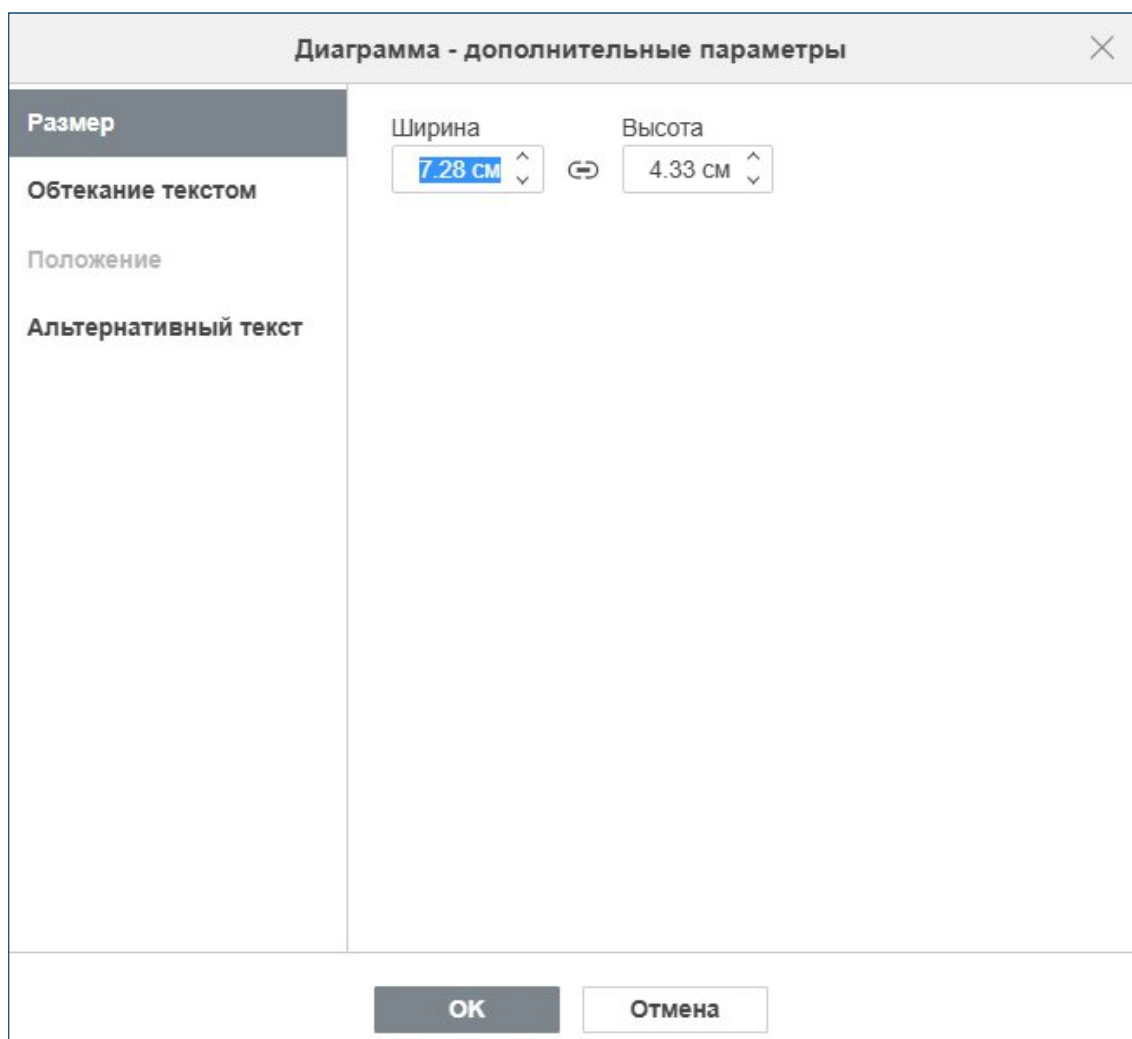 Диаграмма - дополнительные параметры
Размер
Ширина Высота
7.28 см 4.33 см
Обтекание текстом
Положение
Альтернативный текст
OK Отмена